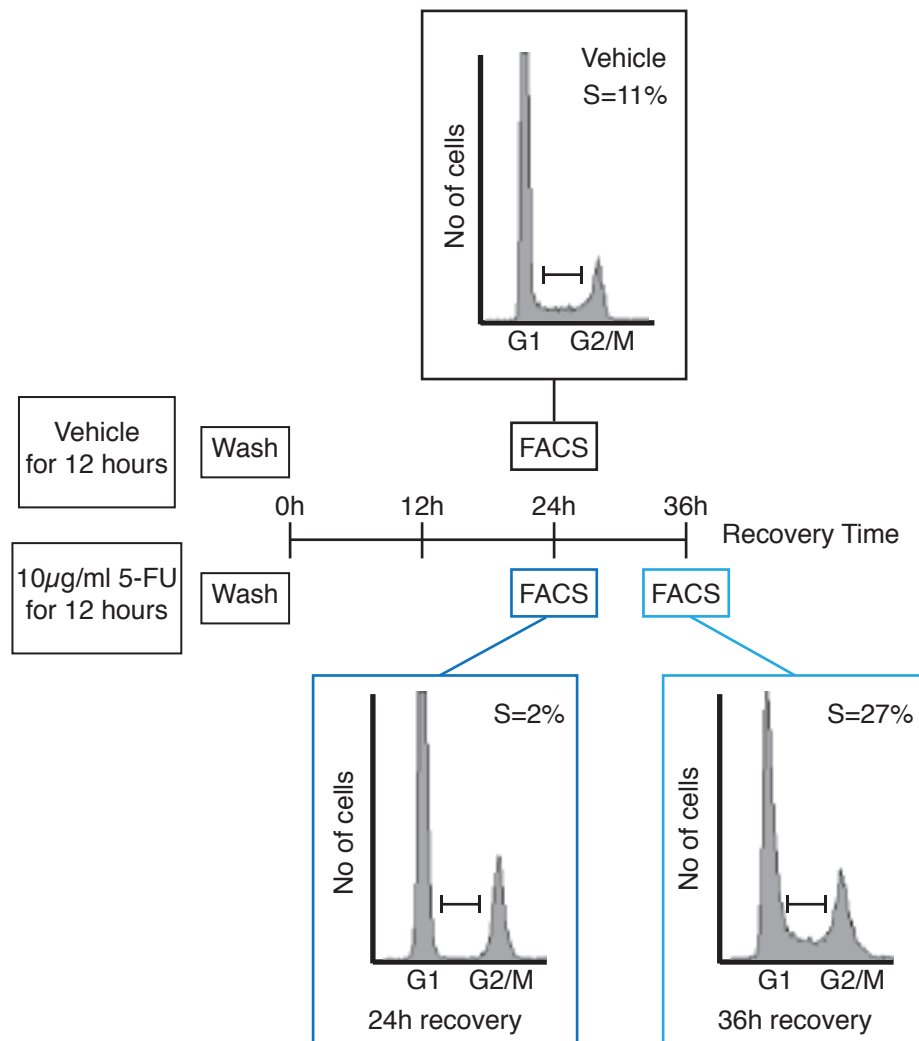 Vehicle
S=11%
No of cells
G1
G2/M
Vehicle
for 12 hours
Wash
FACS
0h
12h
24h
36h
Recovery Time
10µg/ml 5-FU
for 12 hours
Wash
FACS
FACS
S=2%
No of cells
G1
G2/M
24h recovery
S=27%
No of cells
G1
G2/M
36h recovery